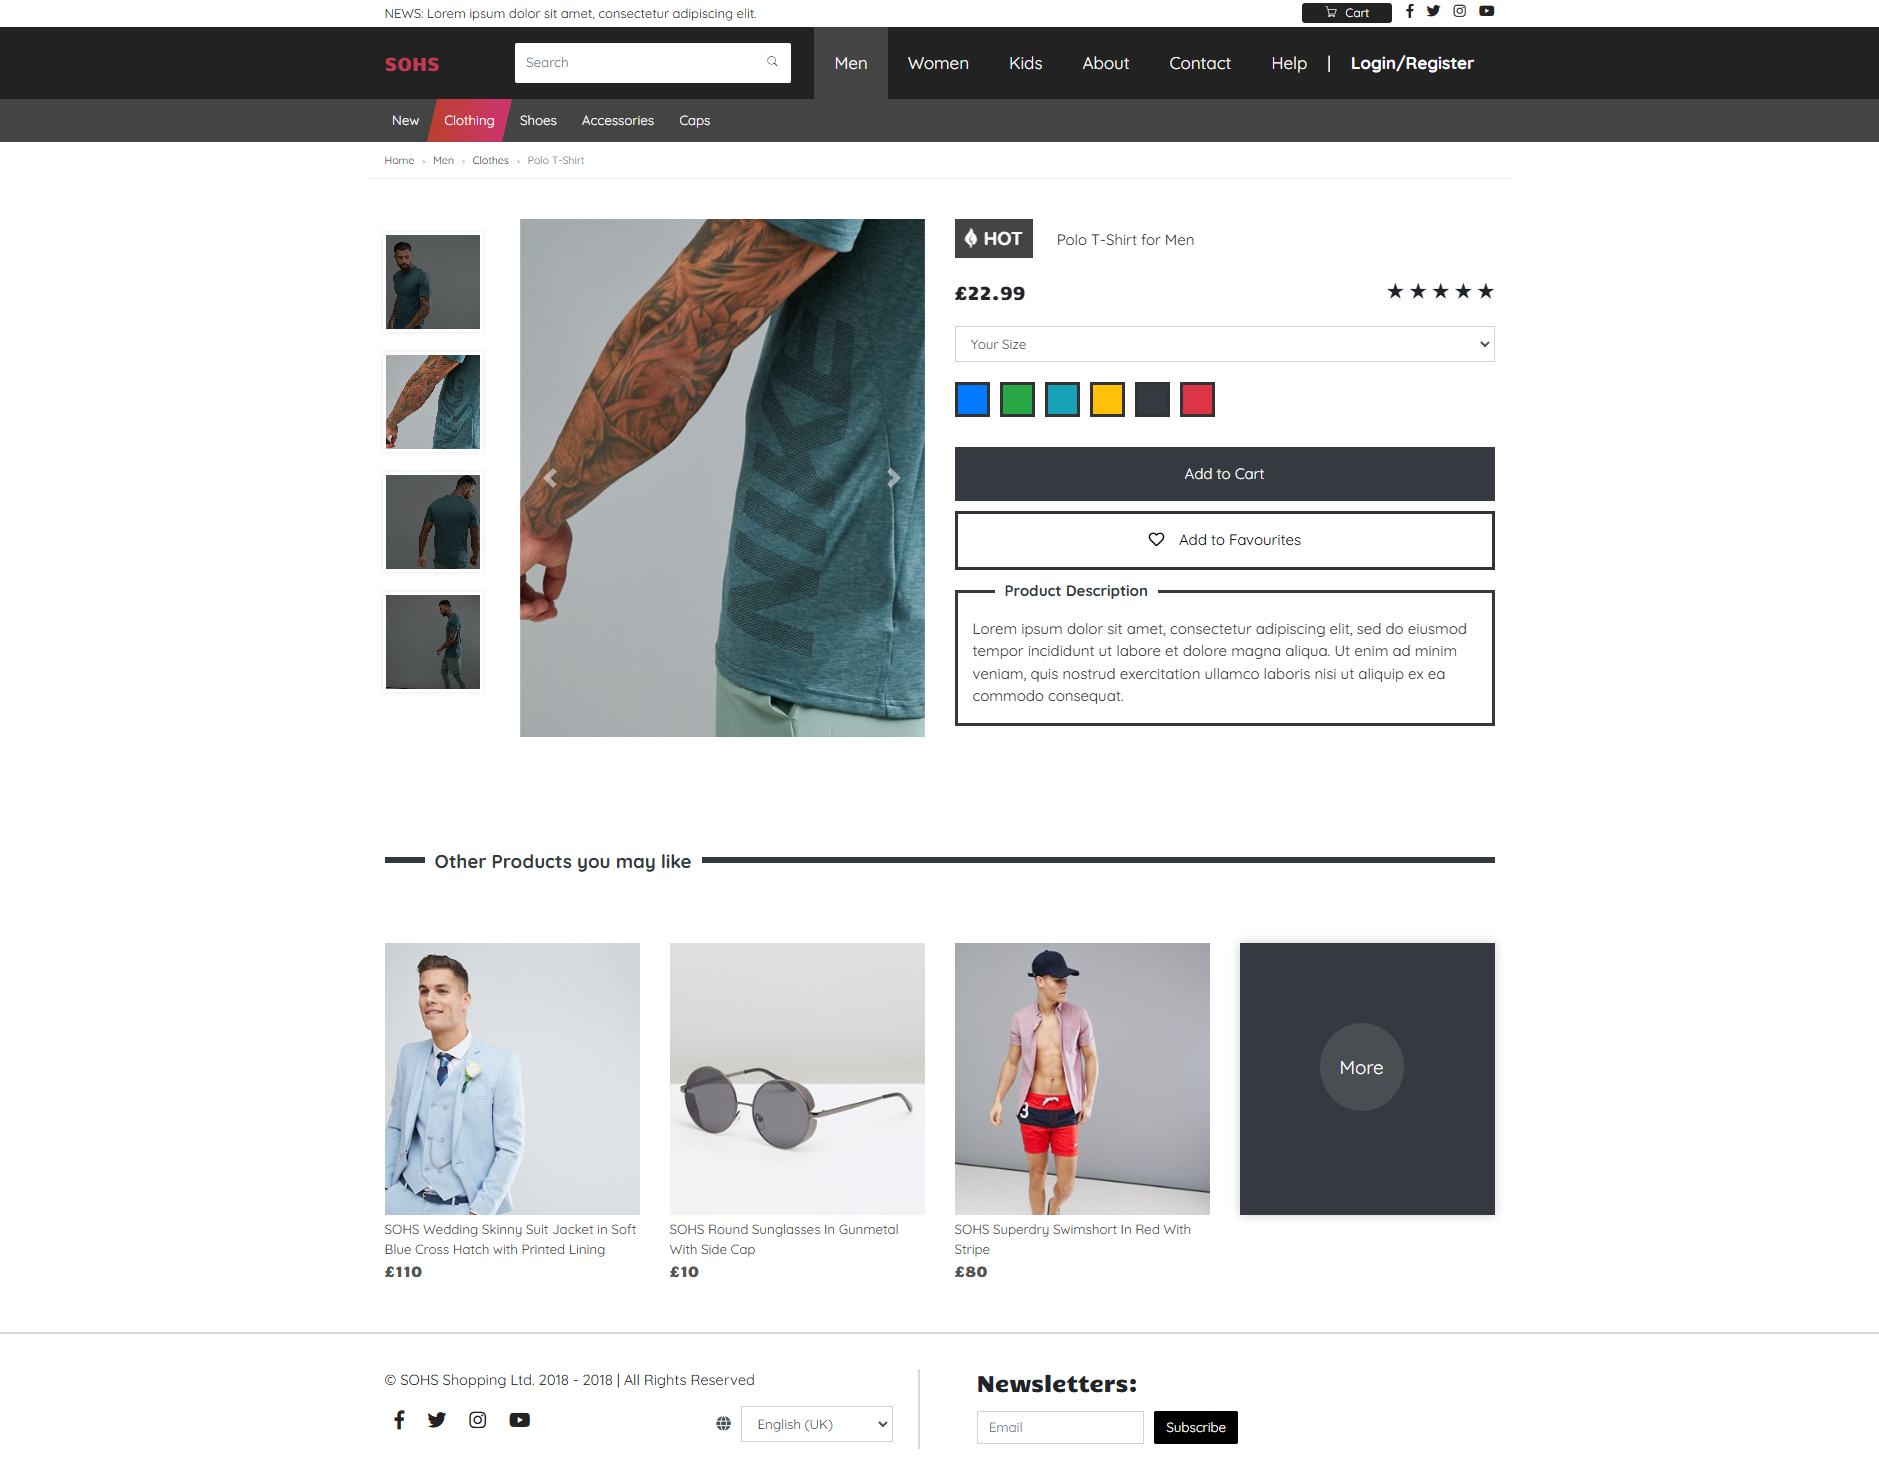 NEWS: Lorem ipsum dolor sit amet, consectetur adipiscing elit.
Cart
SOHS
Search
Men
Women
Kids
About
Contact
Help | Login/Register
New
Clothing
Shoes
Accessories
Caps
Home > Men > Clothes > Polo T-Shirt
NIKE
HOT
Polo T-Shirt for Men
£22.99
Your Size
Add to Cart
Add to Favourites
Product Description
Lorem ipsum dolor sit amet, consectetur adipiscing elit, sed do eiusmod
tempor incididunt ut labore et dolore magna aliqua. Ut enim ad minim
veniam, quis nostrud exercitation ullamco laboris nisi ut aliquip ex ea
commodo consequat.
Other Products you may like
SOHS Wedding Skinny Suit Jacket in Soft
Blue Cross Hatch with Printed Lining
£110
SOHS Round Sunglasses In Gunmetal
With Side Cap
£10
3
SOHS Superdry Swimshort In Red With
Stripe
£80
More
© SOHS Shopping Ltd. 2018 - 2018 | All Rights Reserved
English (UK)
Newsletters:
Email
Subscribe